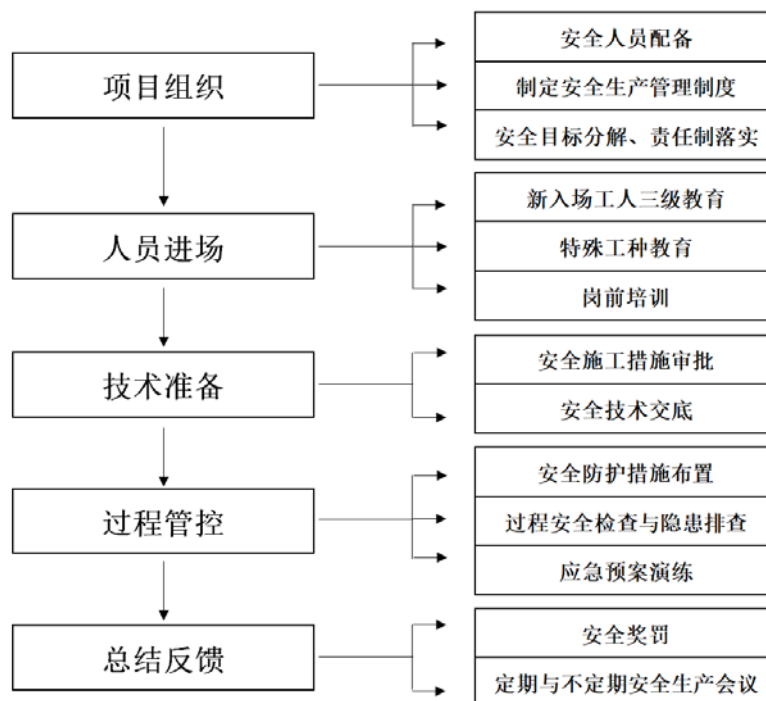 项目组织
安全人员配备
制定安全生产管理制度
安全目标分解、责任制落实
人员进场
新入场工人三级教育
特殊工种教育
岗前培训
技术准备
安全施工措施审批
安全技术交底
过程管控
安全防护措施布置
过程安全检查与隐患排查
应急预案演练
总结反馈
安全奖罚
定期与不定期安全生产会议